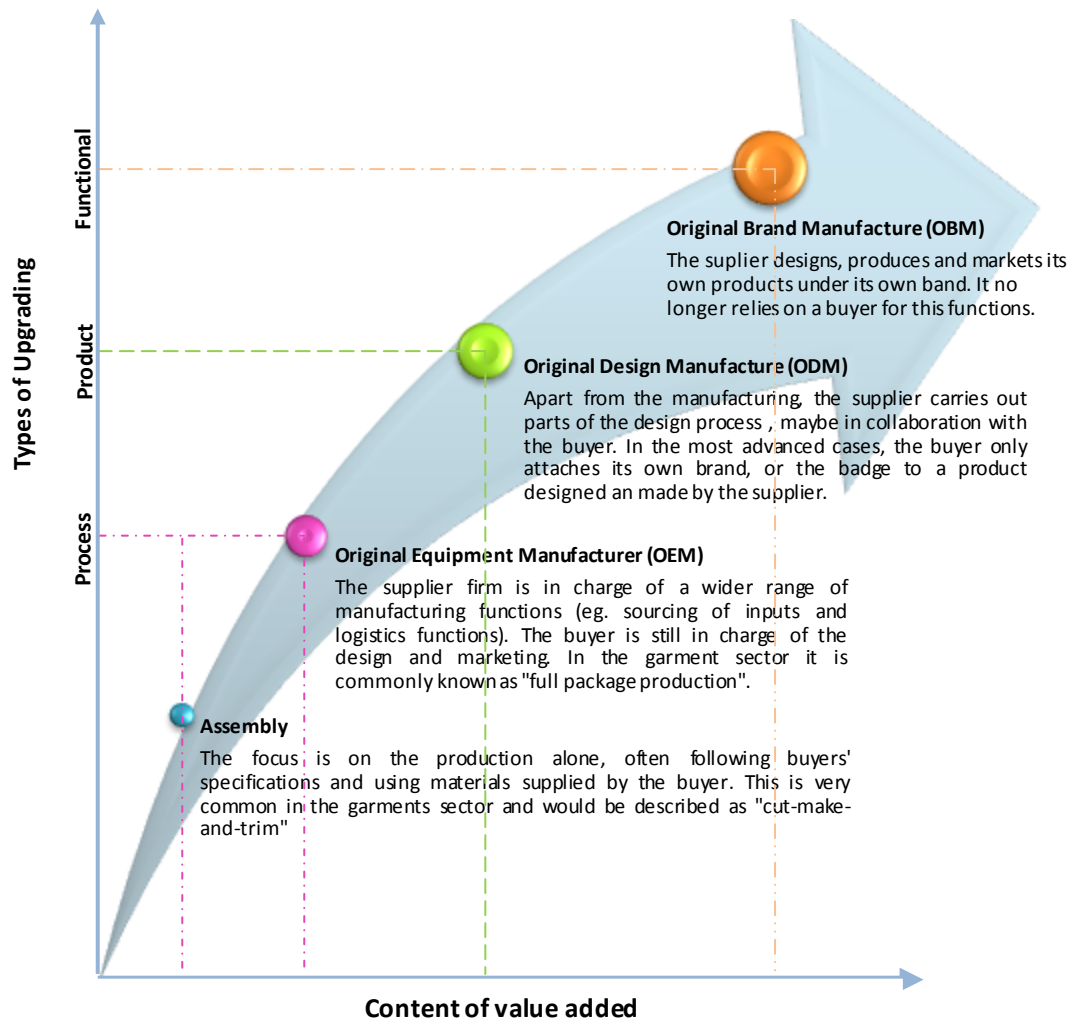 Types of Upgrading
Functional
Product
Process
Original Brand Manufacture (OBM)
The suplier designs, produces and markets its
own products under its own band. It no
longer relies on a buyer for this functions.
Original Design Manufacture (ODM)
Apart from the manufacturing, the supplier carries out
parts of the design process , maybe in collaboration with
the buyer. In the most advanced cases, the buyer only
attaches its own brand, or the badge to a product
designed an made by the supplier.
Original Equipment Manufacturer (OEM)
The supplier firm is in charge of a wider range of
manufacturing functions (eg. sourcing of inputs and
logistics functions). The buyer is still in charge of the
design and marketing. In the garment sector it is
commonly known as "full package production".
Assembly
The focus is on the production alone, often following buyers'
specifications and using materials supplied by the buyer. This is very
common in the garments sector and would be described as "cut-make-
and-trim"
Content of value added